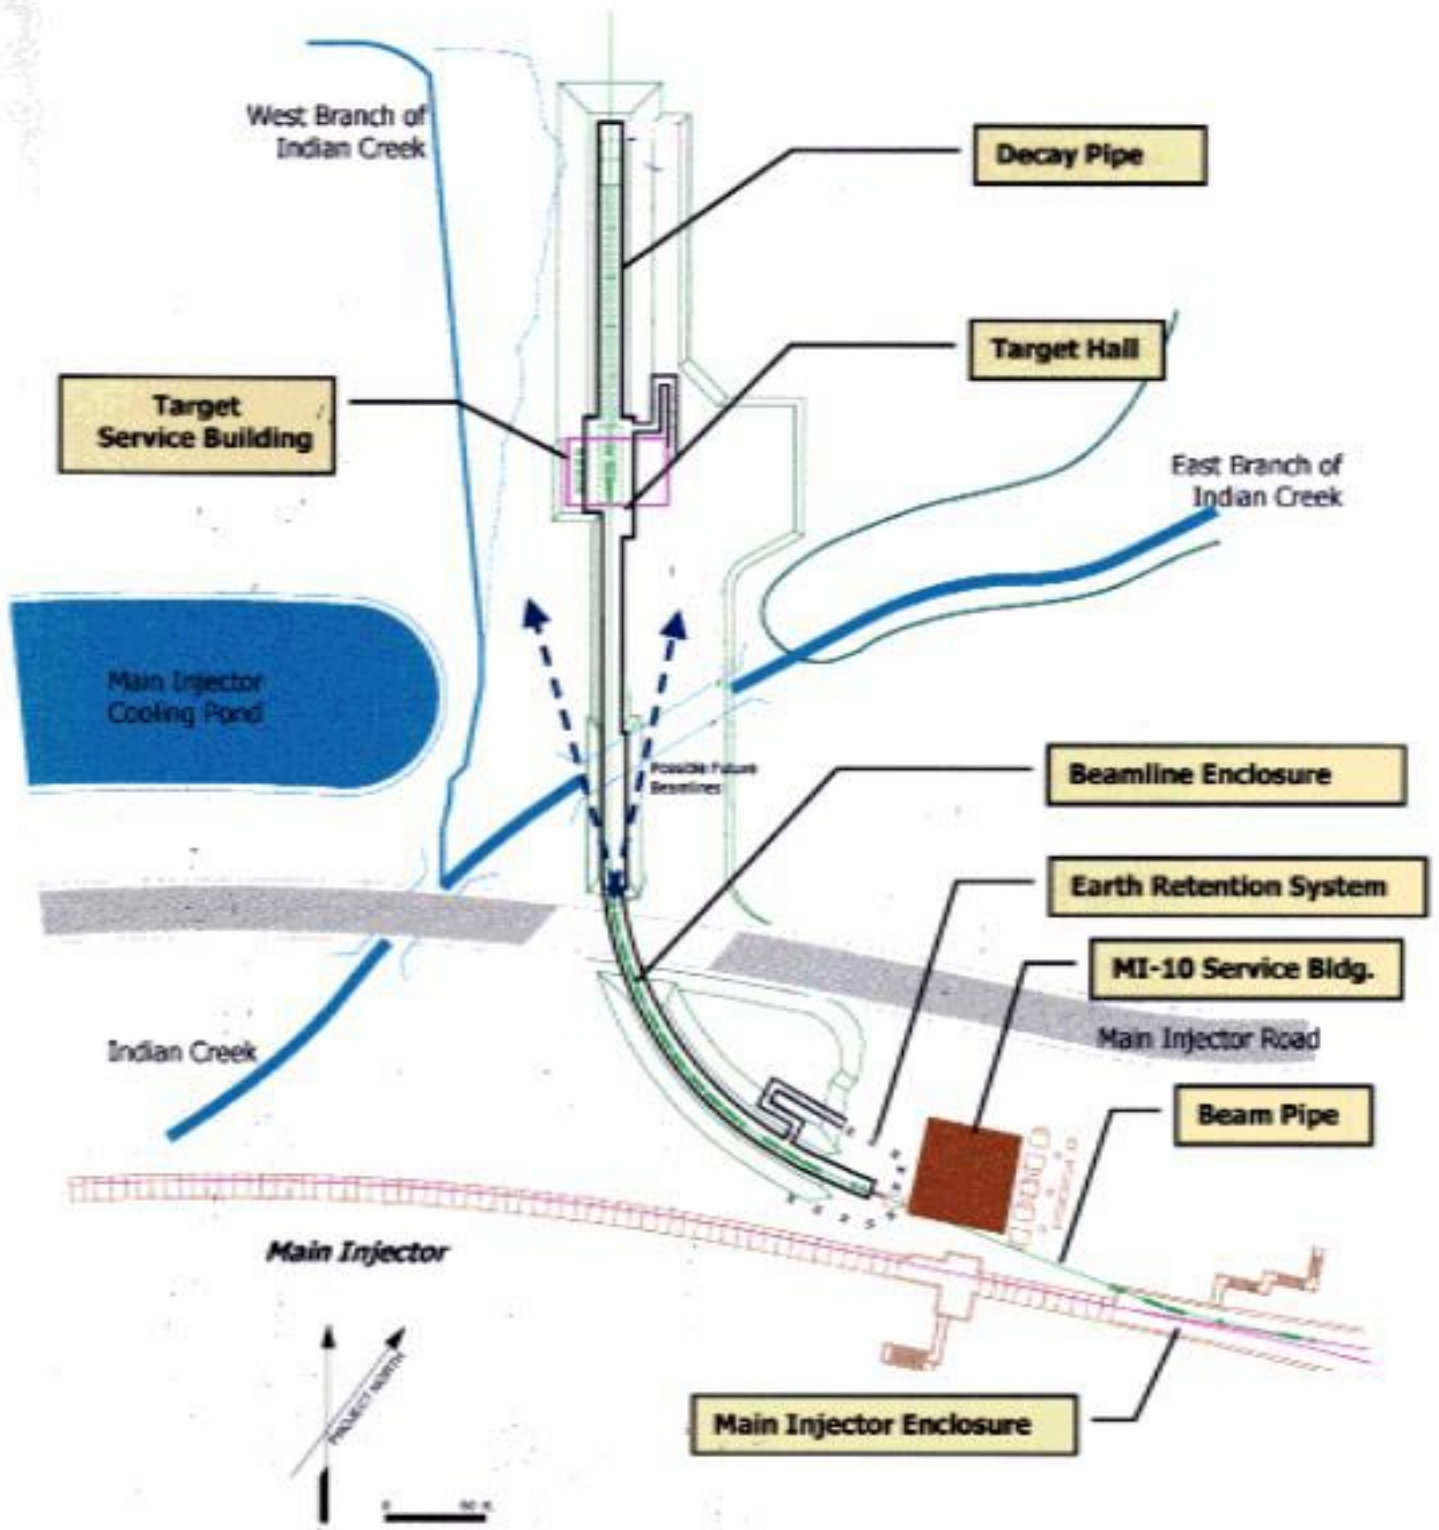 West Branch of
Indian Creek
Decay Pipe
Target Hall
Target
Service Building
East Branch of
Indian Creek
Main Injector
Cooling Pond
Possible Future
Beamlines
Beamline Enclosure
Earth Retention System
MI-10 Service Bldg.
Main Injector Road
Indian Creek
Beam Pipe
Main Injector
PROJECT NORTH
Main Injector Enclosure
0